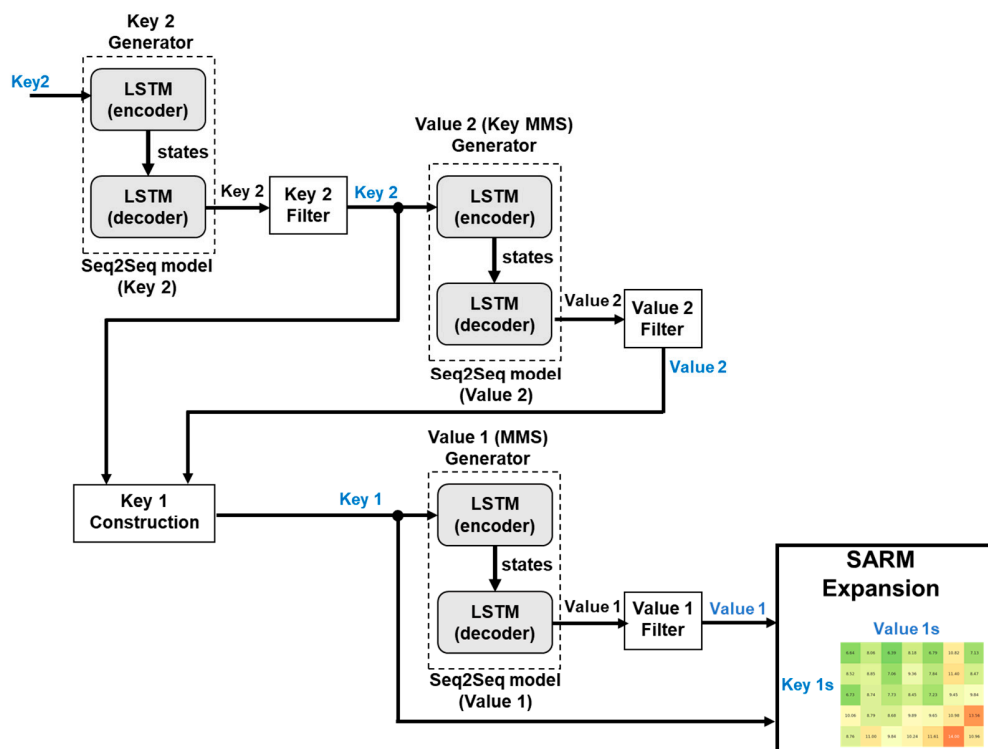 Key 2
Generator
Key2
LSTM
(encoder)
states
LSTM
(decoder)
Seq2Seq model
(Key 2)
Key 2
Key 2
Filter
Key 2
Value 2 (Key MMS)
Generator
LSTM
(encoder)
states
LSTM
(decoder)
Seq2Seq model
(Value 2)
Value 2
Value 2
Filter
Value 2
Key 1
Construction
Key 1
Value 1 (MMS)
Generator
LSTM
(encoder)
states
LSTM
(decoder)
Seq2Seq model
(Value 1)
Value 1
Value 1
Filter
Value 1
SARM
Expansion
Value 1s
Key 1s